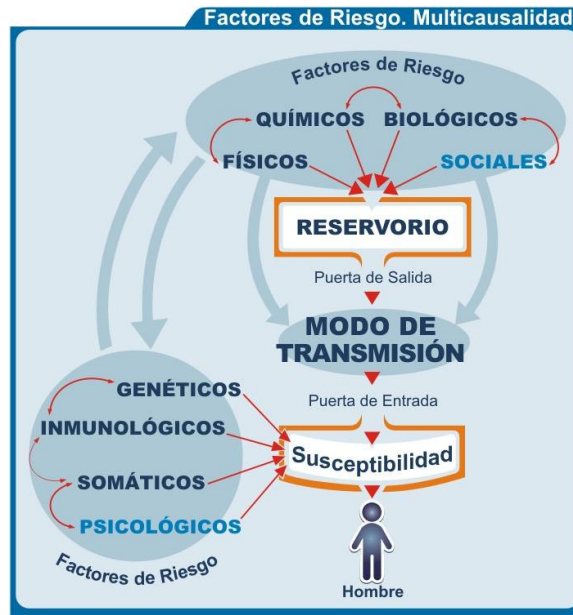 Factores de Riesgo. Multicausalidad
Factores de Riesgo
QUÍMICOS BIOLÓGICOS
FÍSICOS SOCIALES
RESERVORIO
Puerta de Salida
MODO DE
TRANSMISIÓN
Puerta de Entrada
GENÉTICOS
INMUNOLÓGICOS
SOMÁTICOS
PSICOLÓGICOS
Factores de Riesgo
Susceptibilidad
Hombre